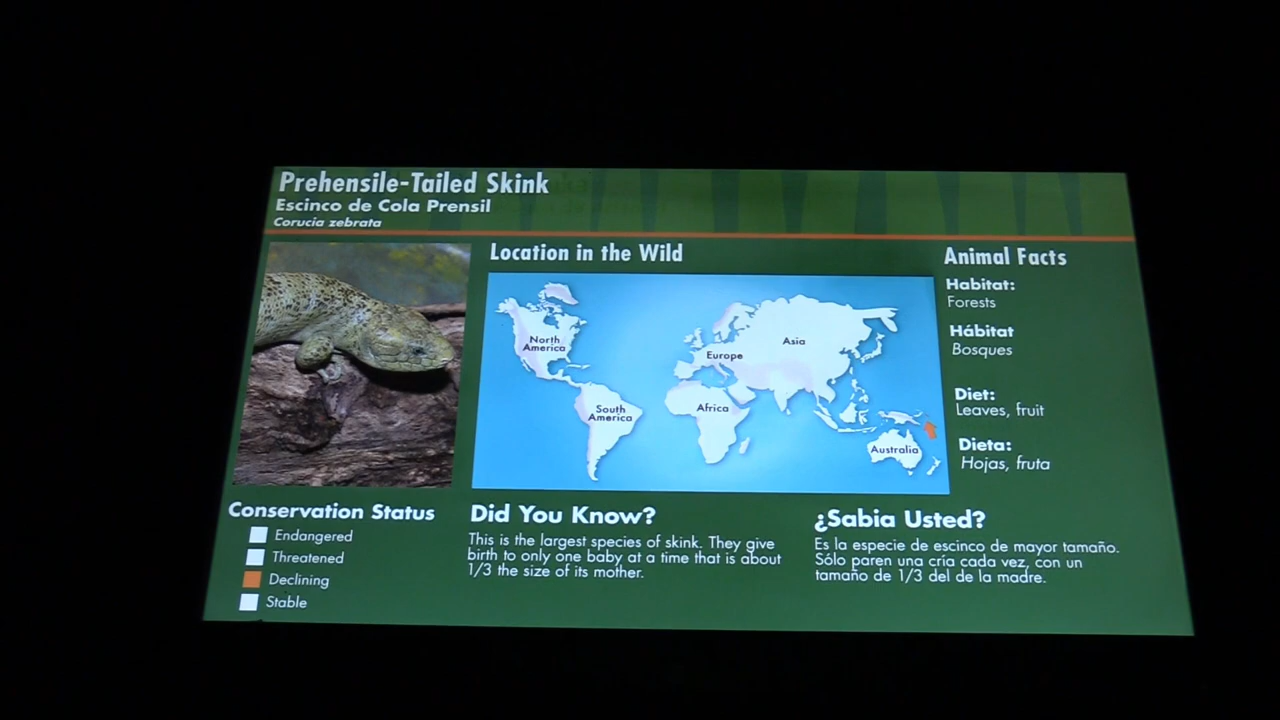 Prehensile-Tailed Skink
Escinco de Cola Prensil
Corucia zebrata
Location in the Wild
North
America
South
America
Europe
Africa
Asia
Australia
Animal Facts
Habitat:
Forests
Hábitat
Bosques
Diet:
Leaves, fruit
Dieta:
Hojas, fruta
Conservation Status
Endangered
Threatened
Declining
Stable
Did You Know?
This is the largest species of skink. They give
birth to only one baby at a time that is about
1/3 the size of its mother.
¿Sabia Usted?
Es la especie de escinco de mayor tamaño.
Sólo paren una cría cada vez, con un
tamaño de 1/3 del de la madre.